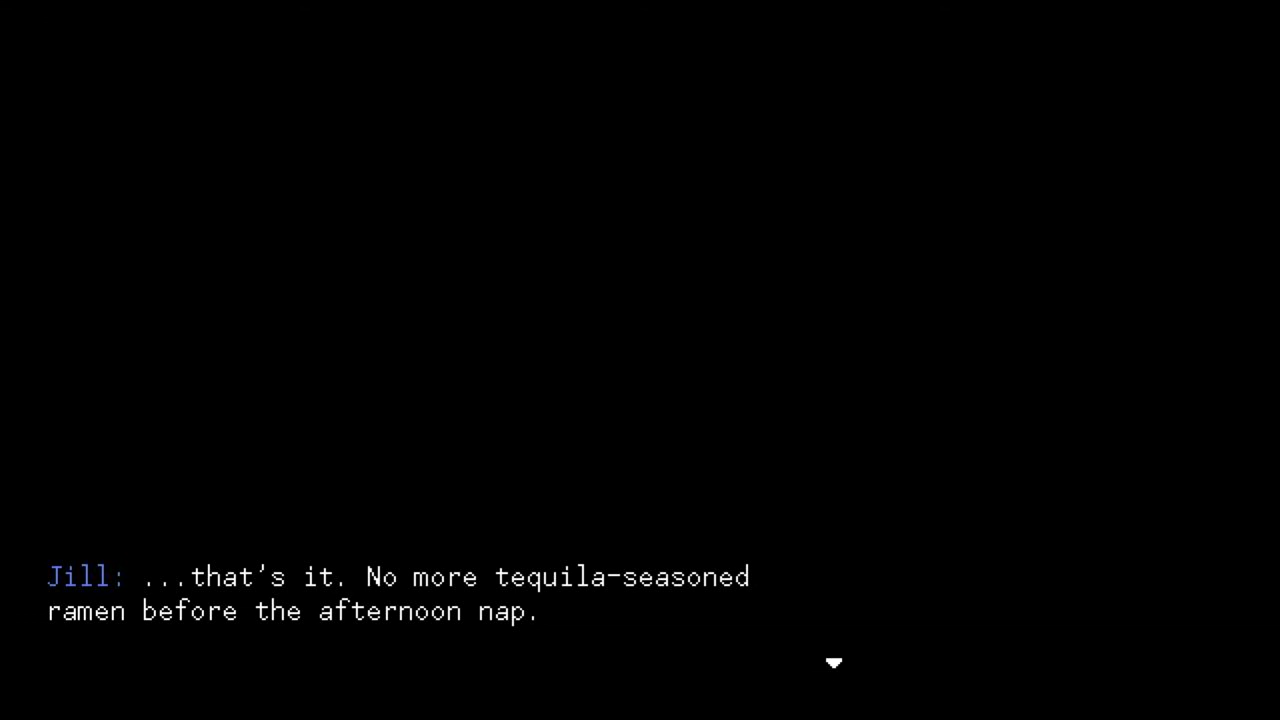 Jill: ...that's it. No more tequila-seasoned
ramen before the afternoon nap.